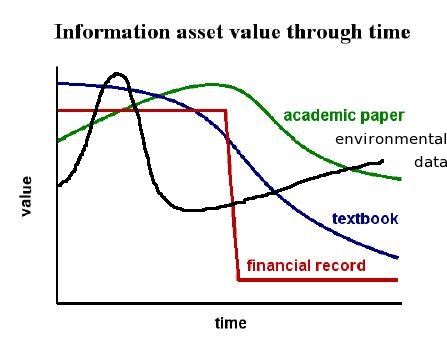 Information asset value through time
academic paper
environmental
data
value
textbook
financial record
time